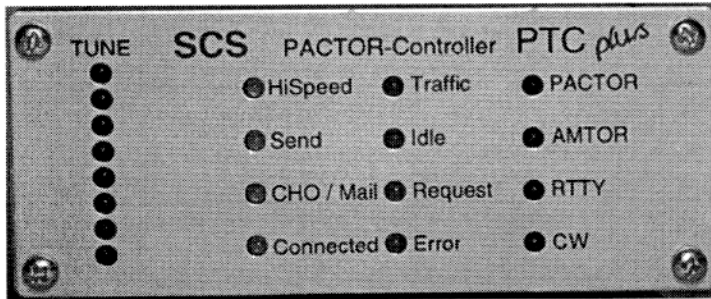 TUNE SCS PACTOR-Controller PTC plus
HiSpeed Traffic PACTOR
Send Idle AMTOR
CHO / Mail Request RTTY
Connected Error CW